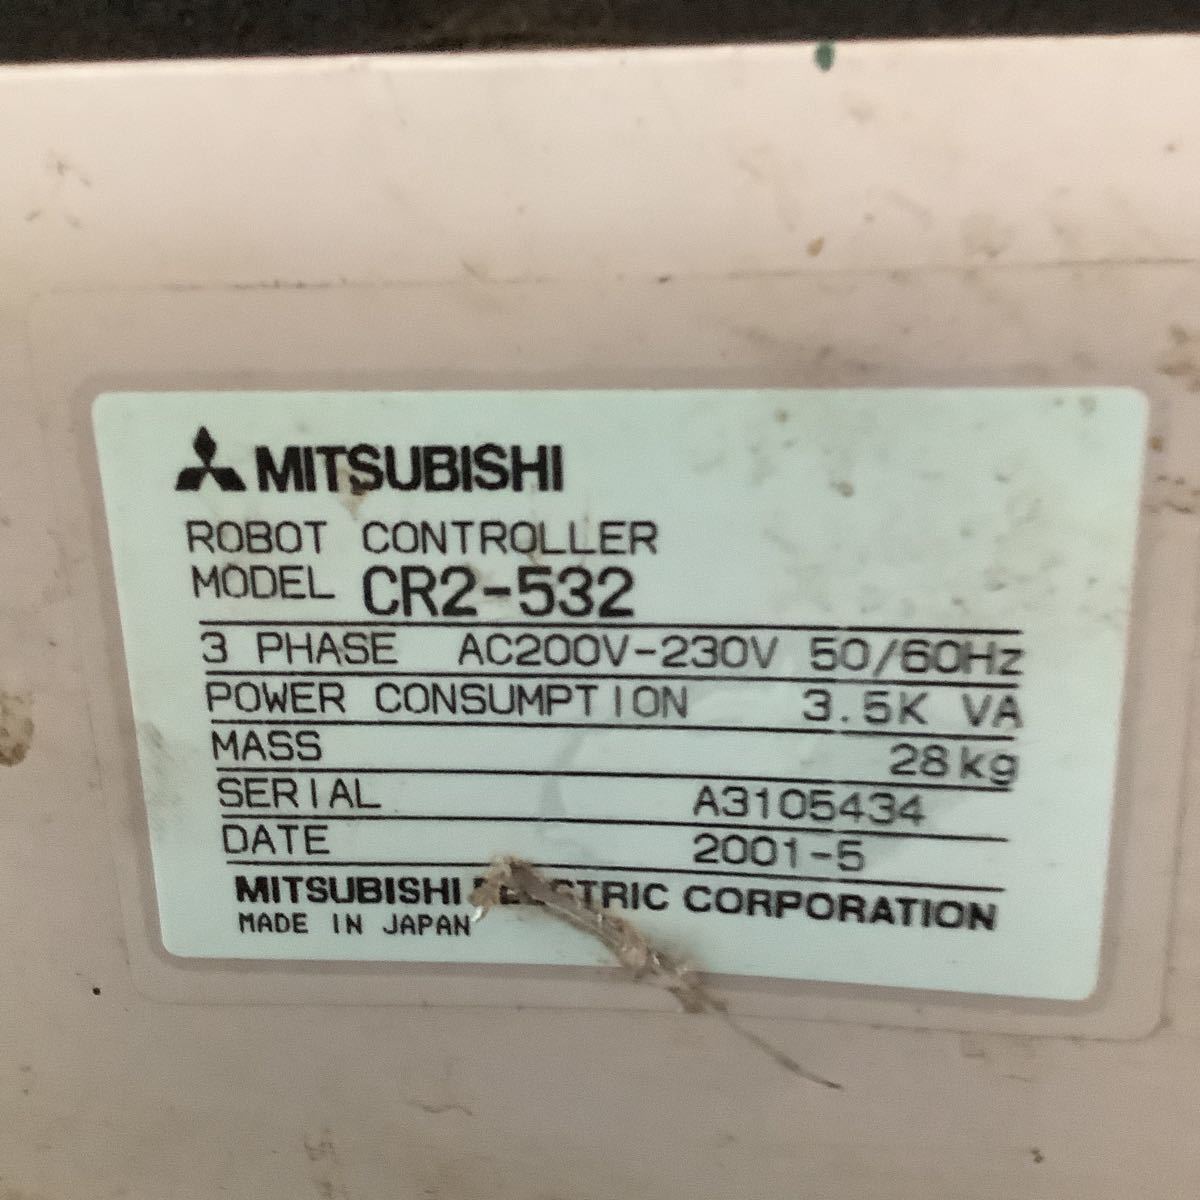 MITSUBISHI
ROBOT CONTROLLER
MODEL CR2-532
3 PHASE AC200V-230V 50/60Hz
POWER CONSUMPTION 3.5K VA
MASS 28kg
SERIAL A3105434
DATE 2001-5
MITSUBISHI ELECTRIC CORPORATION
MADE IN JAPAN